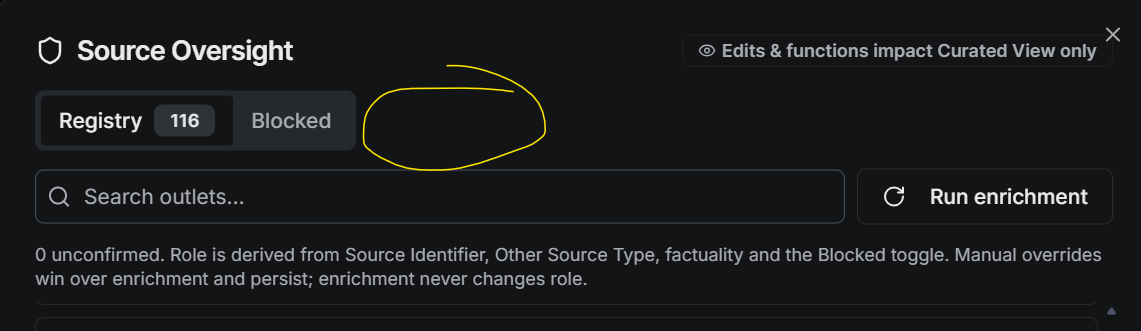 Source Oversight
Edits & functions impact Curated View only
Registry 116 Blocked
Search outlets...
Run enrichment
0 unconfirmed. Role is derived from Source Identifier, Other Source Type, factuality and the Blocked toggle. Manual overrides
win over enrichment and persist; enrichment never changes role.